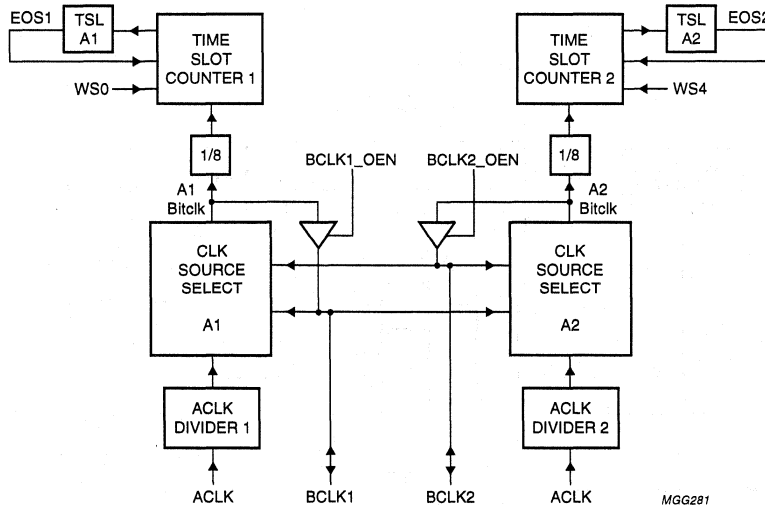 EOS1
TSL
A1
TIME
SLOT
COUNTER 1
WS0
TIME
SLOT
COUNTER 2
TSL
A2
EOS2
WS4
1/8
BCLK1_OEN
BCLK2_OEN
1/8
A1
Bitclk
A2
Bitclk
CLK
SOURCE
SELECT
A1
CLK
SOURCE
SELECT
A2
ACLK
DIVIDER 1
ACLK
DIVIDER 2
ACLK
BCLK1
BCLK2
ACLK
MGG281